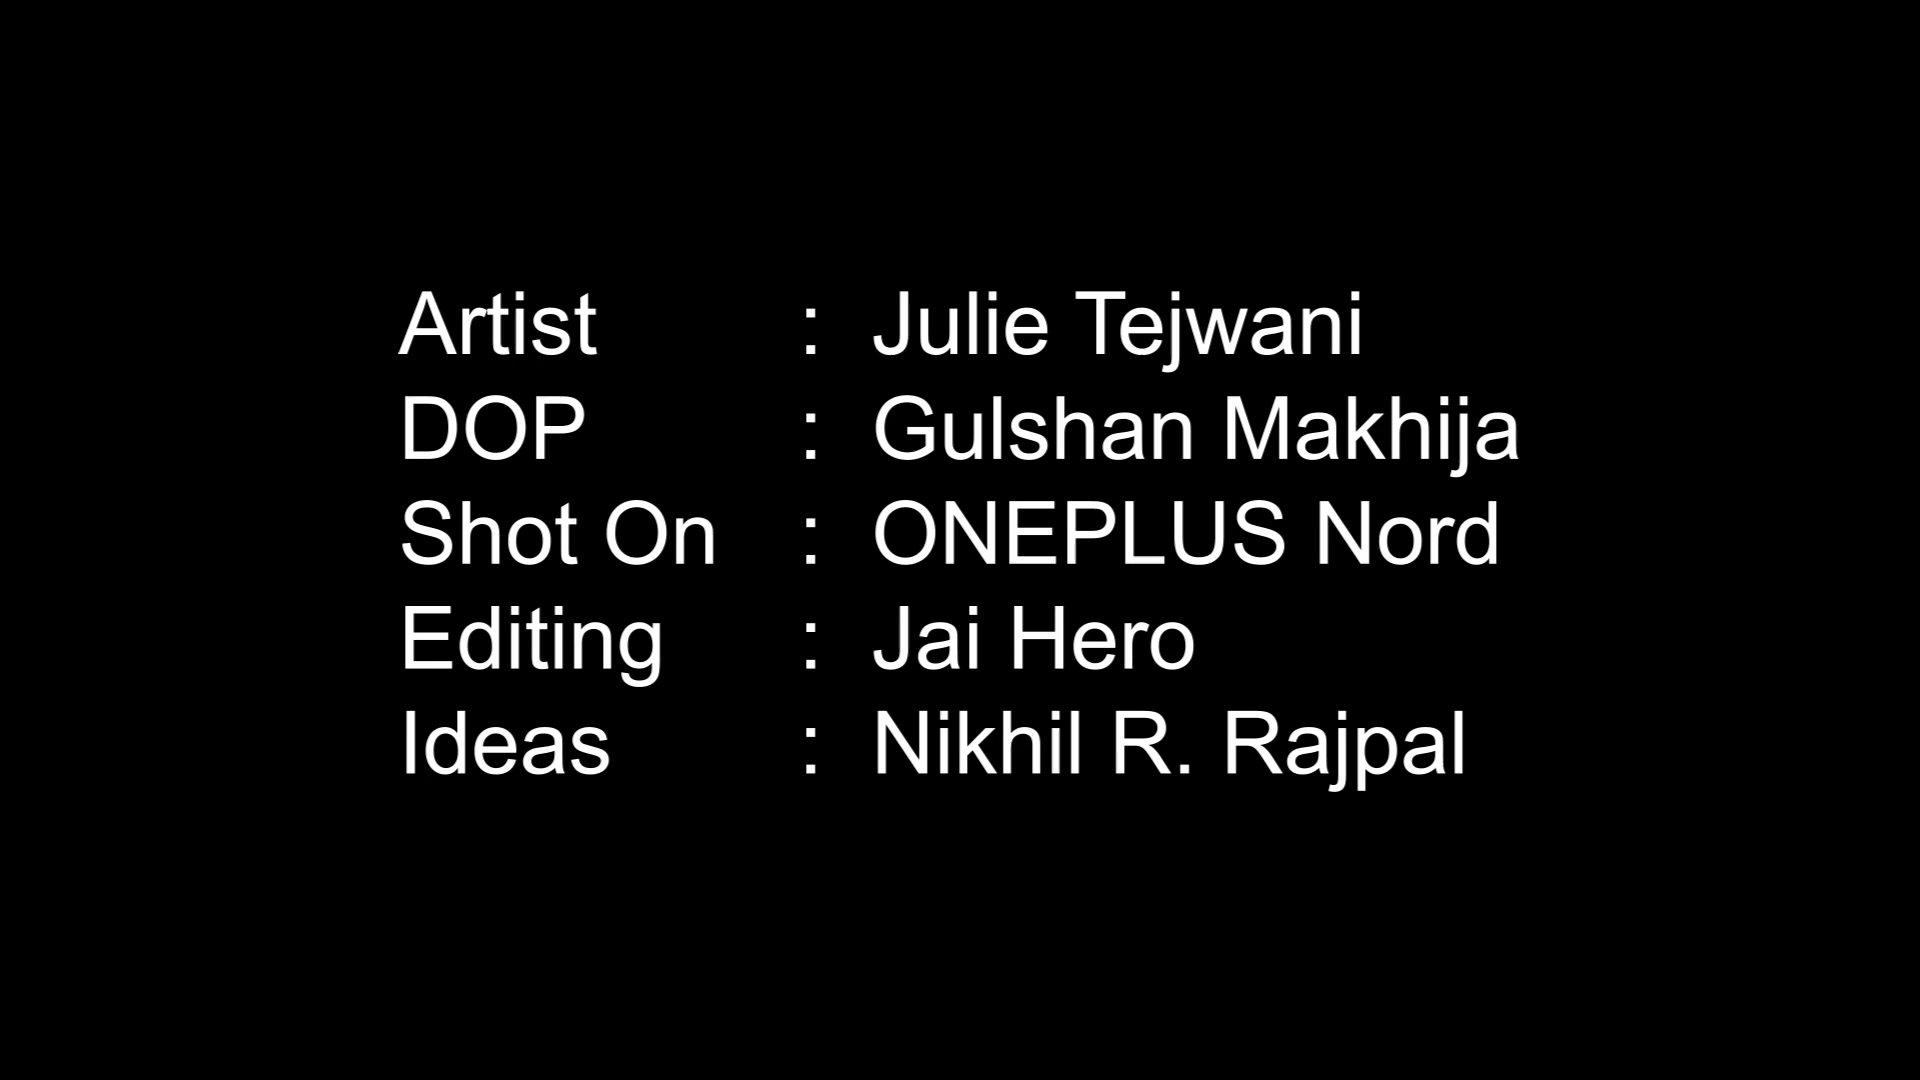 Artist : Julie Tejwani
DOP : Gulshan Makhija
Shot On : ONEPLUS Nord
Editing : Jai Hero
Ideas : Nikhil R. Rajpal